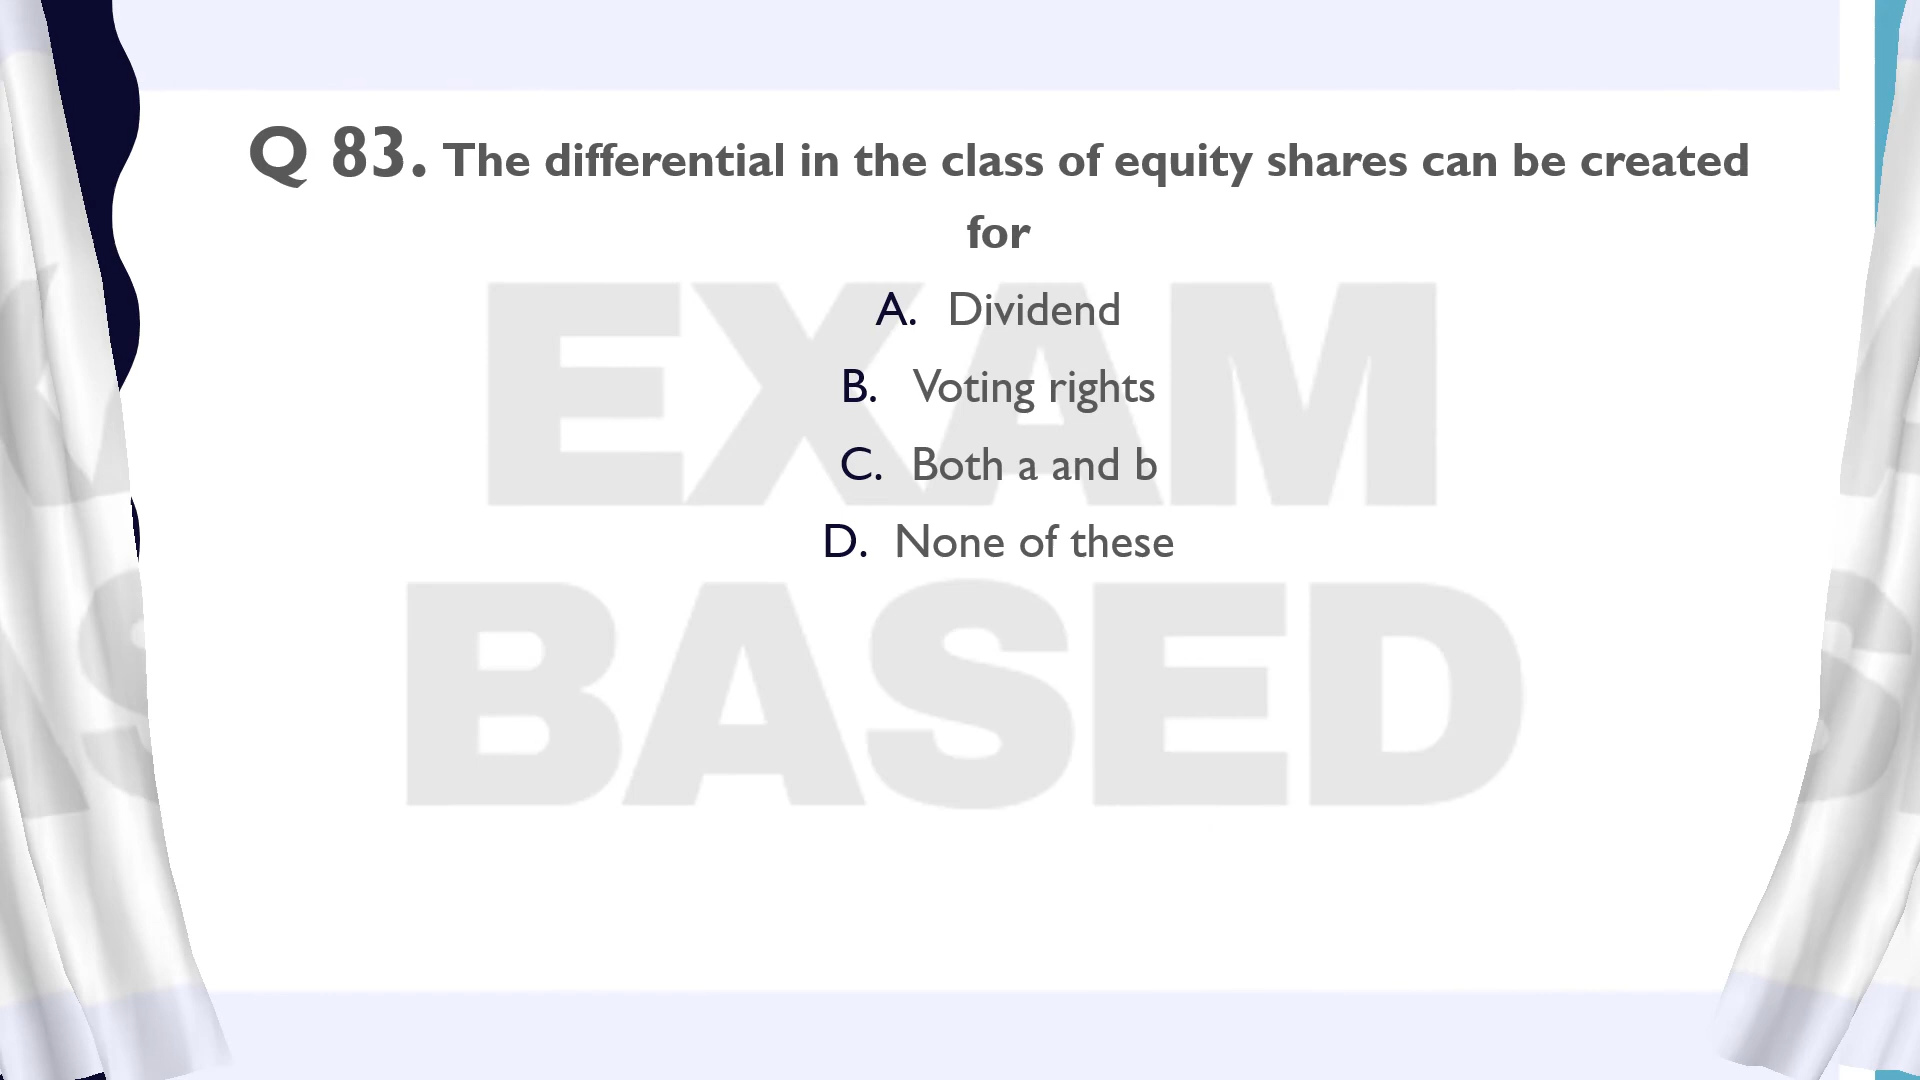 Q 83. The differential in the class of equity shares can be created
for
A. Dividend
B. Voting rights
C. Both a and b
D. None of these
EXAM
BASED